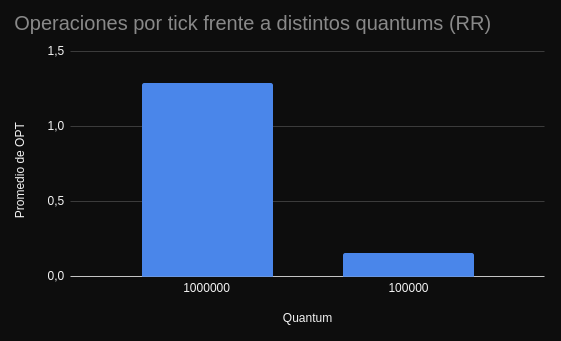 Operaciones por tick frente a distintos quantums (RR)
1,5
1,0
0,5
0,0
Promedio de OPT
1000000
100000
Quantum